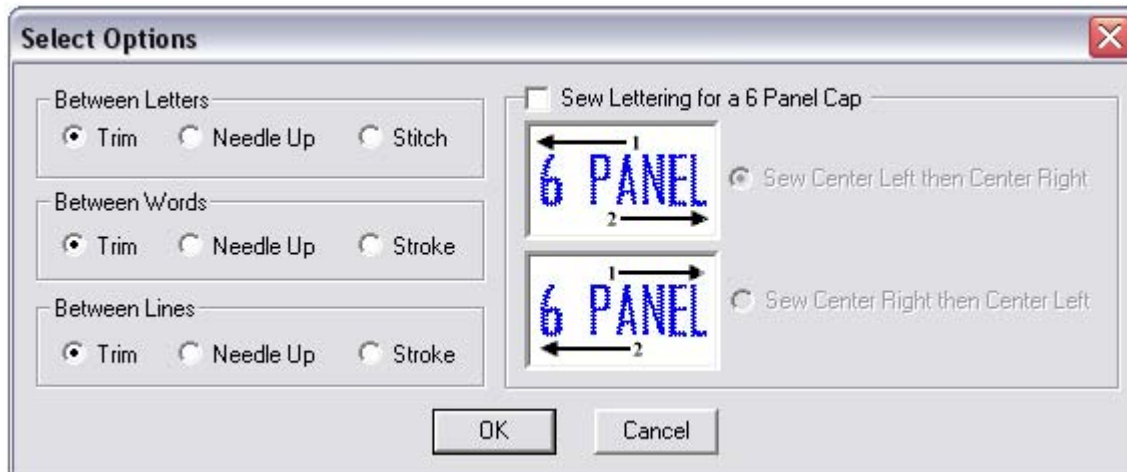 Select Options
Between Letters
Trim Needle Up Stitch
Between Words
Trim Needle Up Stroke
Between Lines
Trim Needle Up Stroke
Sew Lettering for a 6 Panel Cap
1
6 PANEL
2
Sew Center Left then Center Right
1
6 PANEL
2
Sew Center Right then Center Left
OK Cancel